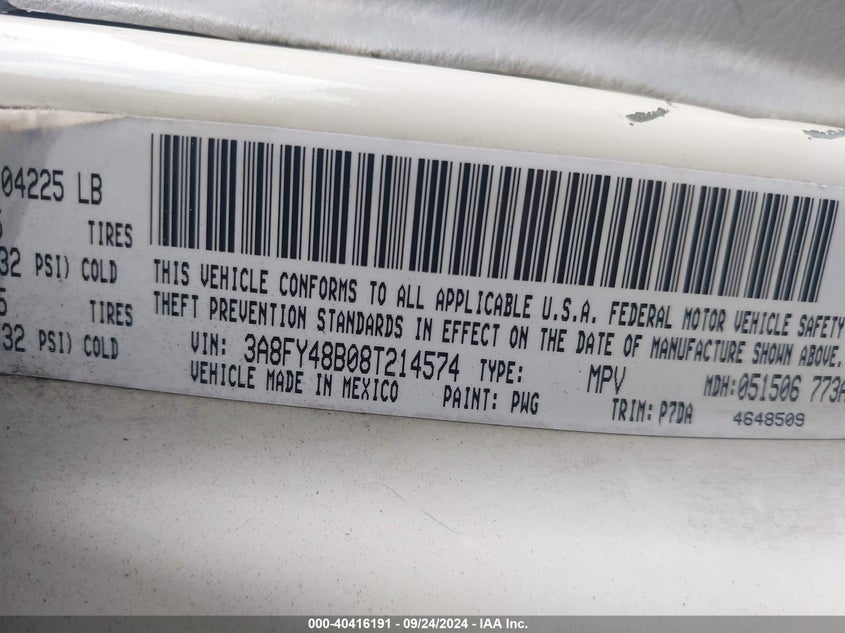 04225 LB
TIRES
32 PSI) COLD
5 TIRES
32 PSI) COLD
THIS VEHICLE CONFORMS TO ALL APPLICABLE U.S.A. FEDERAL MOTOR VEHICLE SAFETY
THEFT PREVENTION STANDARDS IN EFFECT ON THE DATE OF MANUFACTURE SHOWN ABOVE.
VIN: 3A8FY48B08T214574 TYPE: MPV MDH:051506 773A
VEHICLE MADE IN MEXICO PAINT: PWG TRIM: P7DA 4648509
000-40416191 - 09/24/2024 - IAA Inc.